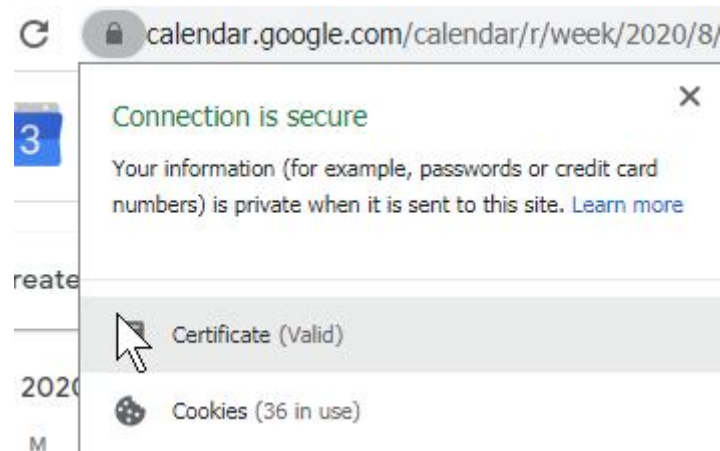 calendar.google.com/calendar/r/week/2020/8/
3
Connection is secure
Your information (for example, passwords or credit card
numbers) is private when it is sent to this site. Learn more
reate
Certificate (Valid)
2020
Cookies (36 in use)
M